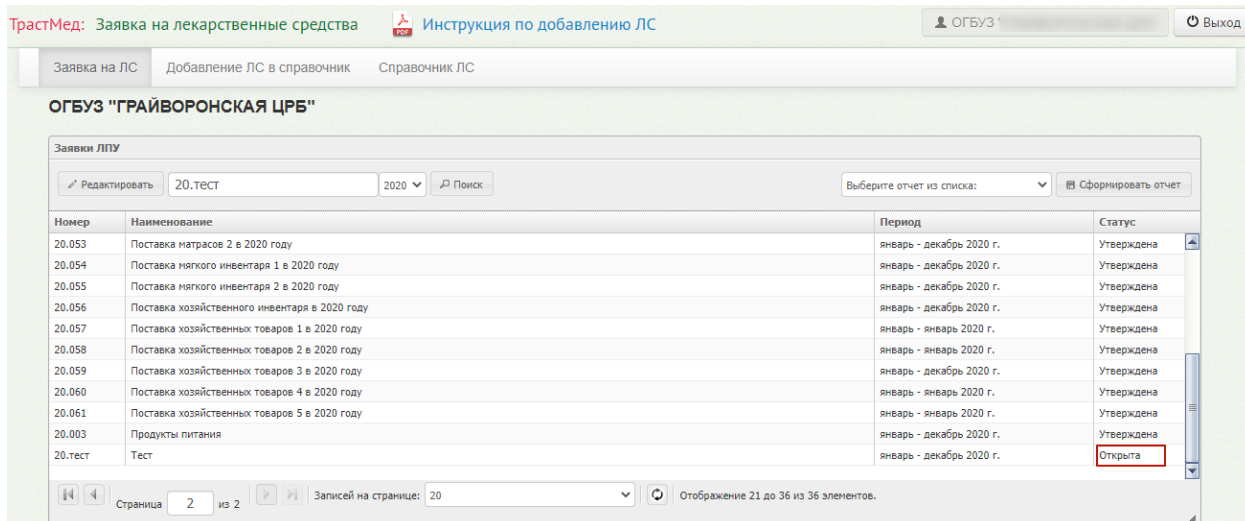 ТрастМед: Заявка на лекарственные средства PDF Инструкция по добавлению ЛС ОГБУЗ Выход
Заявка на ЛС Добавление ЛС в справочник Справочник ЛС
ОГБУЗ "ГРАЙВОРОНСКАЯ ЦРБ"
Заявки ЛПУ
Редактировать 20.тест 2020 Поиск Выберите отчет из списка: Сформировать отчет
Номер Наименование Период Статус
20.053 Поставка матрасов 2 в 2020 году январь - декабрь 2020 г. Утверждена
20.054 Поставка мягкого инвентаря 1 в 2020 году январь - декабрь 2020 г. Утверждена
20.055 Поставка мягкого инвентаря 2 в 2020 году январь - декабрь 2020 г. Утверждена
20.056 Поставка хозяйственного инвентаря в 2020 году январь - декабрь 2020 г. Утверждена
20.057 Поставка хозяйственных товаров 1 в 2020 году январь - январь 2020 г. Утверждена
20.058 Поставка хозяйственных товаров 2 в 2020 году январь - январь 2020 г. Утверждена
20.059 Поставка хозяйственных товаров 3 в 2020 году январь - декабрь 2020 г. Утверждена
20.060 Поставка хозяйственных товаров 4 в 2020 году январь - январь 2020 г. Утверждена
20.061 Поставка хозяйственных товаров 5 в 2020 году январь - январь 2020 г. Утверждена
20.003 Продукты питания январь - декабрь 2020 г. Утверждена
20.тест Тест январь - декабрь 2020 г. Открыта
Страница 2 из 2 Записей на странице: 20 Отображение 21 до 36 из 36 элементов.